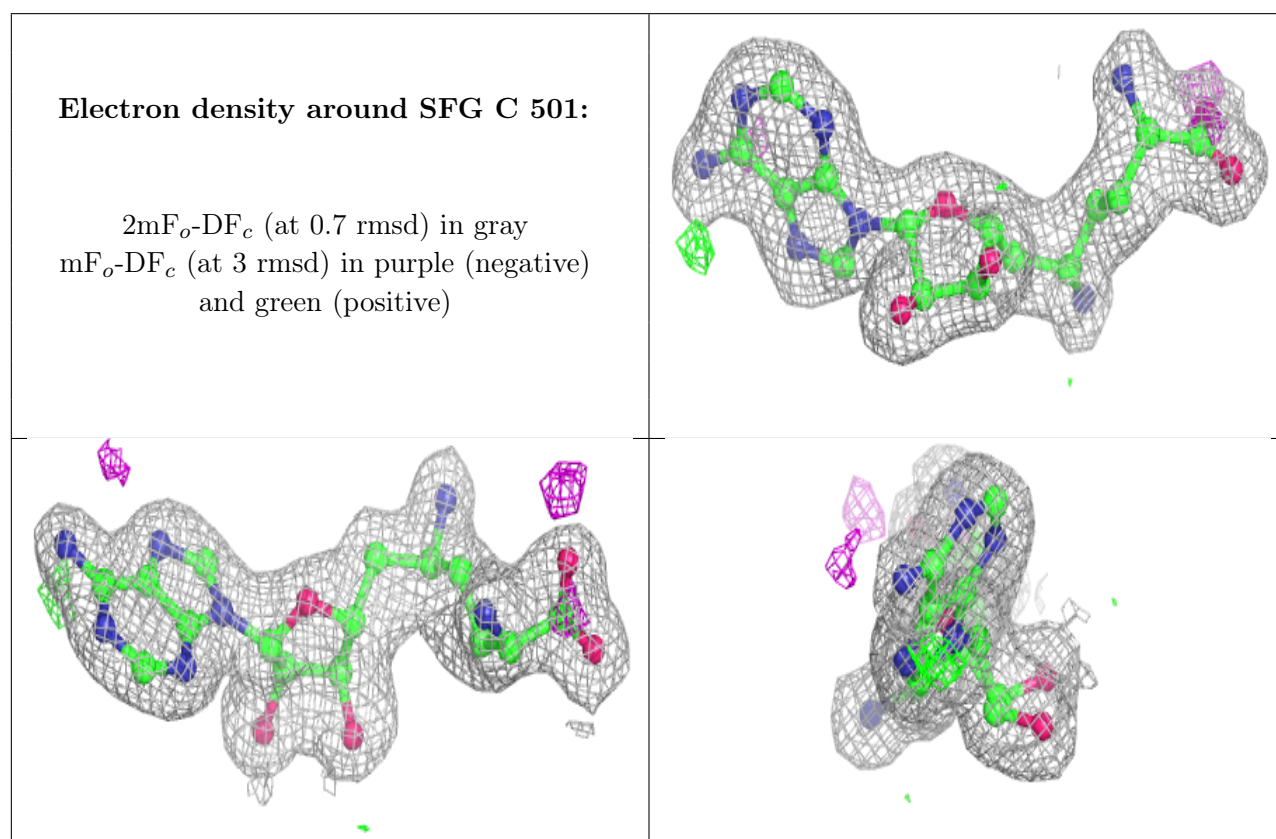 Electron density around SFG C 501:
2mFo-DFc (at 0.7 rmsd) in gray
mFo-DFc (at 3 rmsd) in purple (negative)
and green (positive)